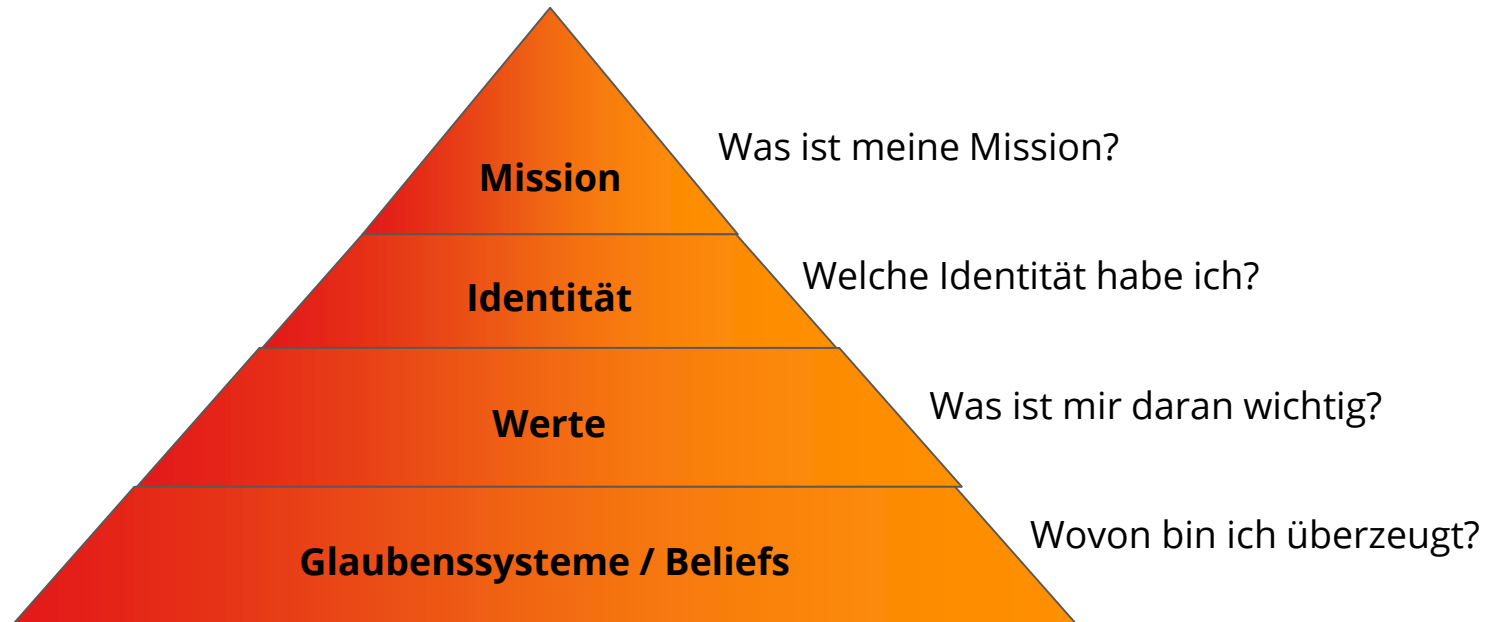 Was ist meine Mission?
Mission
Welche Identität habe ich?
Identität
Was ist mir daran wichtig?
Werte
Wovon bin ich überzeugt?
Glaubenssysteme / Beliefs